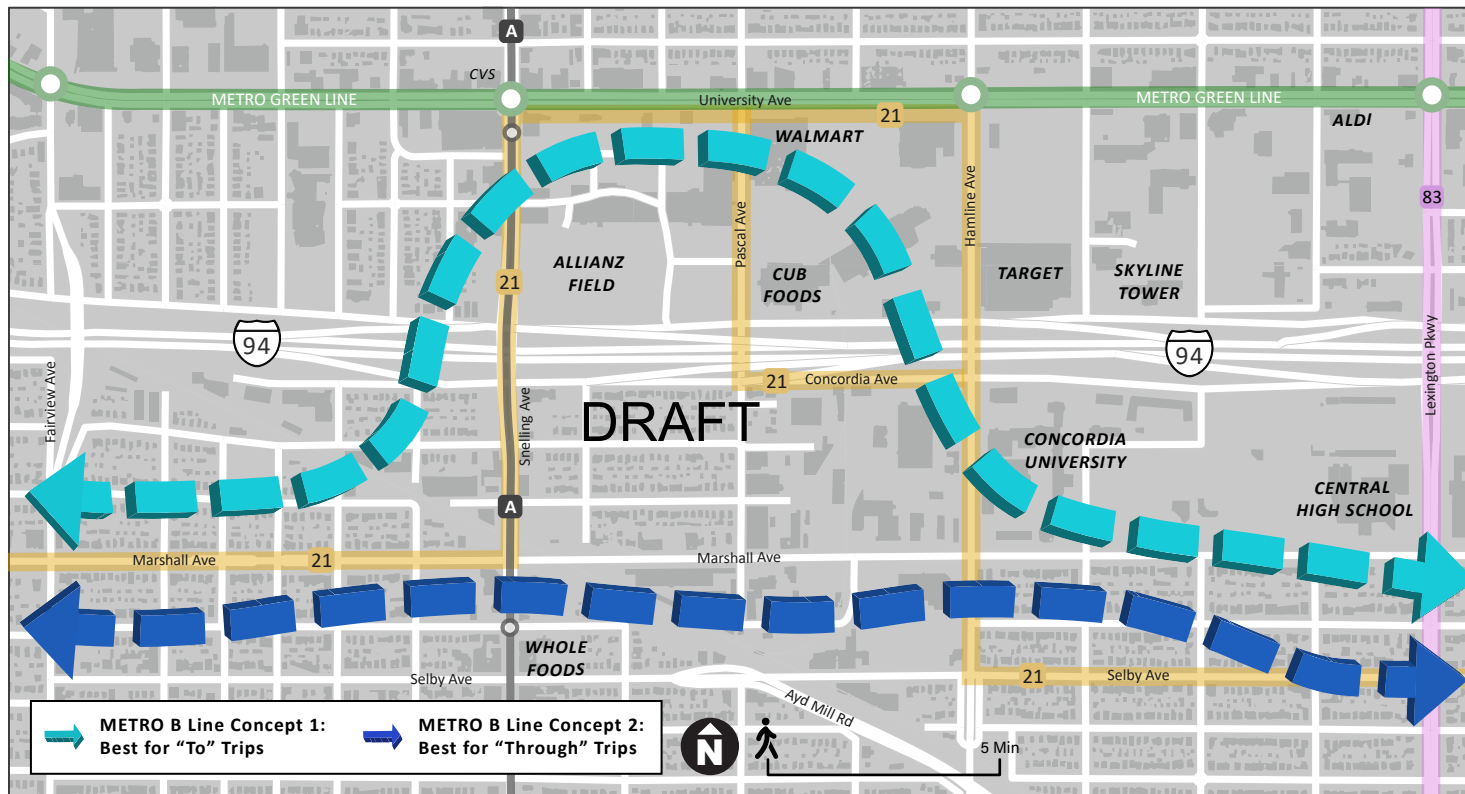 A
CVS
METRO GREEN LINE
University Ave
METRO GREEN LINE
21
ALDI
WALMART
Hamline Ave
83
Pascal Ave
ALLIANZ
FIELD
21
CUB
FOODS
TARGET
SKYLINE
TOWER
94
94
Fairview Ave
Snelling Ave
Lexington Pkwy
21
Concordia Ave
DRAFT
CONCORDIA
UNIVERSITY
CENTRAL
HIGH SCHOOL
A
Marshall Ave
21
Marshall Ave
WHOLE
FOODS
Selby Ave
21
Selby Ave
Ayd Mill Rd
METRO B Line Concept 1:
Best for “To” Trips
METRO B Line Concept 2:
Best for “Through” Trips
N
5 Min